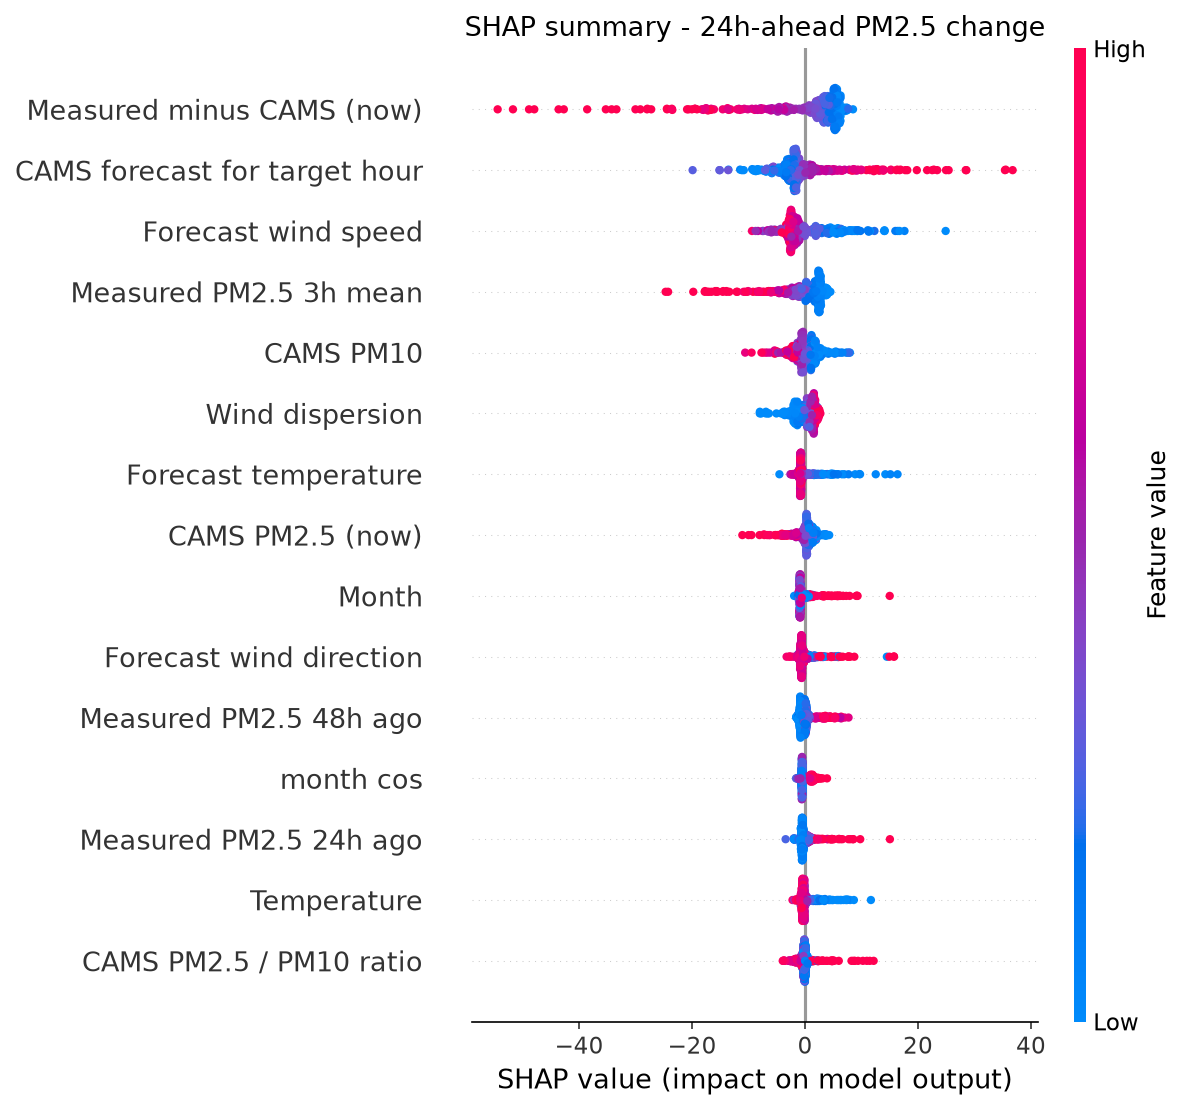 SHAP summary - 24h-ahead PM2.5 change
High
Measured minus CAMS (now)
CAMS forecast for target hour
Forecast wind speed
Measured PM2.5 3h mean
CAMS PM10
Wind dispersion
Forecast temperature
CAMS PM2.5 (now)
Month
Forecast wind direction
Measured PM2.5 48h ago
month cos
Measured PM2.5 24h ago
Temperature
CAMS PM2.5 / PM10 ratio
Feature value
Low
−40 −20 0 20 40
SHAP value (impact on model output)